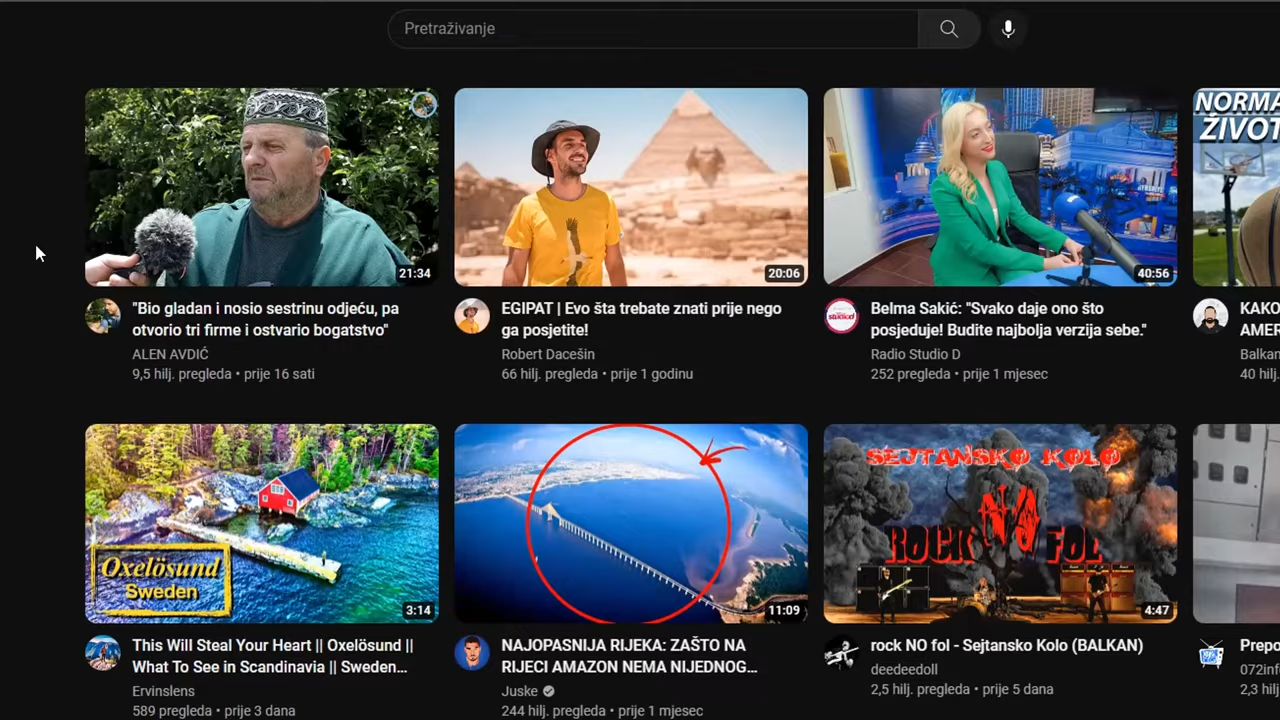 Pretraživanje
21:34
20:06
40:56
NORMA
ŽIVOT
"Bio gladan i nosio sestrinu odjeću, pa
otvorio tri firme i ostvario bogatstvo"
ALEN AVDIĆ
9,5 hilj. pregleda • prije 16 sati
EGIPAT | Evo šta trebate znati prije nego
ga posjetite!
Robert Dacešin
66 hilj. pregleda • prije 1 godinu
studio d
Belma Sakić: "Svako daje ono što
posjeduje! Budite najbolja verzija sebe."
Radio Studio D
252 pregleda • prije 1 mjesec
KAKO
AMER
Balkan
40 hilj.
Oxelösund
Sweden
3:14
11:09
SEJTANSKO KOLO
ROCK NO FOL
4:47
This Will Steal Your Heart || Oxelösund ||
What To See in Scandinavia || Sweden...
Ervinslens
589 pregleda • prije 3 dana
NAJOPASNIJA RIJEKA: ZAŠTO NA
RIJECI AMAZON NEMA NIJEDNOG...
Juske
244 hilj. pregleda • prije 1 mjesec
rock NO fol - Sejtansko Kolo (BALKAN)
deedeedoll
2,5 hilj. pregleda • prije 5 dana
Prepo
072info
2,3 hilj.